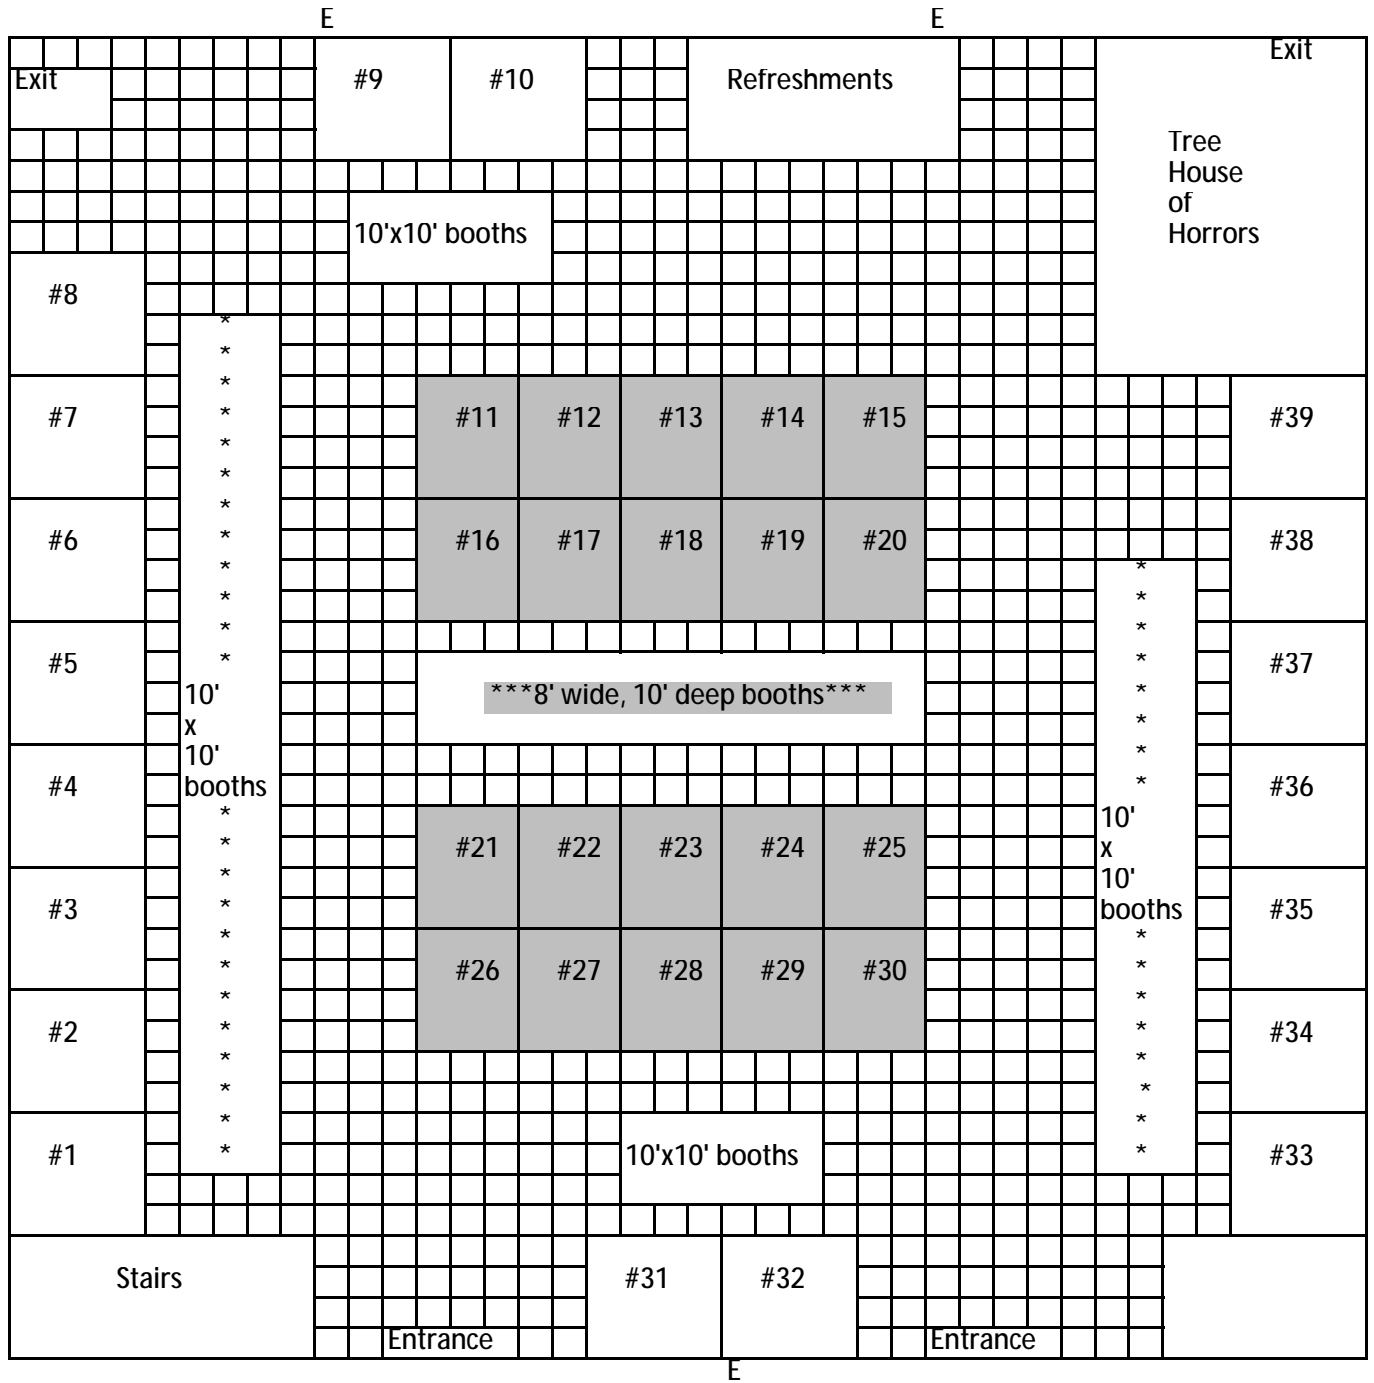 E E
Exit
Exit #9 #10 Refreshments
Tree
House
of
10'x10' booths Horrors
#8
*
*
*
* #7 #11 #12 #13 #14 #15 #39
*
*
*
* #6 #16 #17 #18 #19 #20 #38
* *
* *
* *
* #5 #37 *
10' ***8' wide, 10' deep booths*** *
x *
10' *
booths #4 #36 *
* 10'
* #21 #22 #23 #24 #25 x
* 10'
* #3 booths #35
* *
* #26 #27 #28 #29 #30 *
* *
* #2 * #34
* *
* *
* *
* #1 10'x10' booths * #33
Stairs #31 #32
Entrance Entrance
E